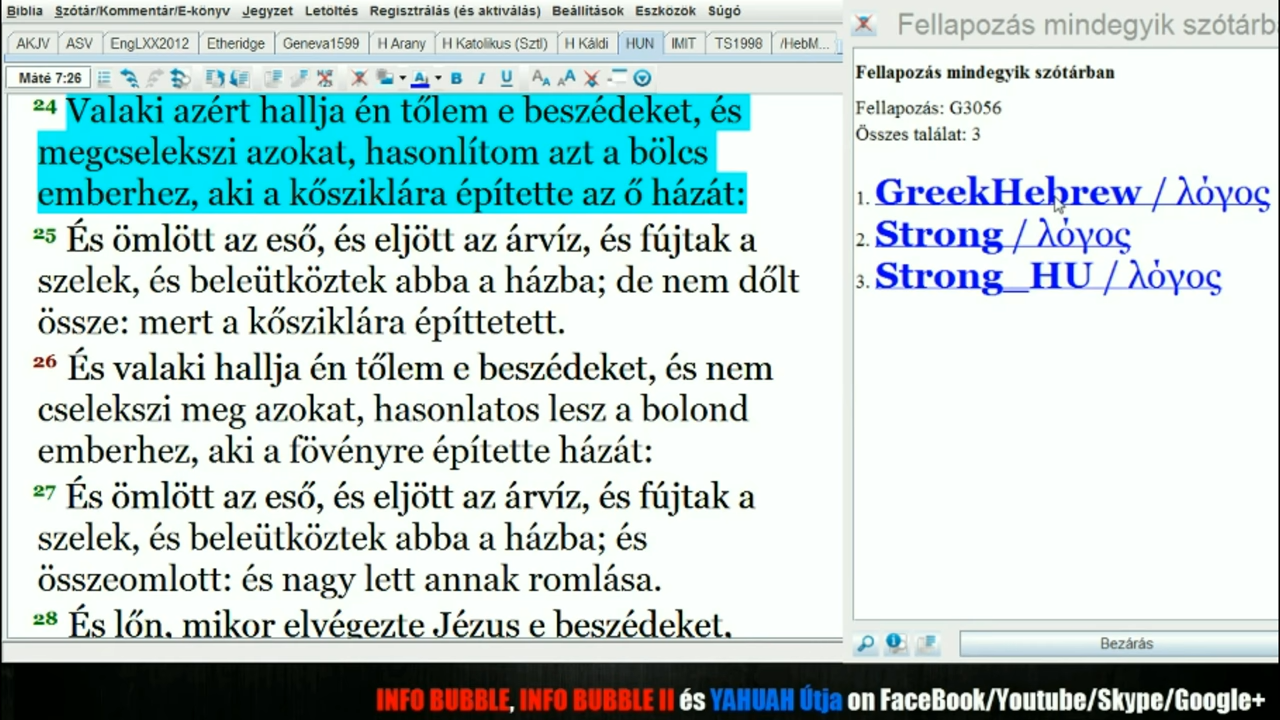 Biblia Szótár/Kommentár/E-könyv Jegyzet Letöltés Regisztrálás (és aktiválás) Beállítások Eszközök Súgó
AKJV ASV EngLXX2012 Etheridge Geneva1599 H Arany H Katolikus (SztI) H Káldi HUN IMIT TS1998 /HebM...
Máté 7:26
24 Valaki azért hallja én tőlem e beszédeket, és
megcselekszi azokat, hasonlítom azt a bölcs
emberhez, aki a kősziklára építette az ő házát:
25 És ömlött az eső, és eljött az árvíz, és fújtak a
szelek, és beleütköztek abba a házba; de nem dőlt
össze: mert a kősziklára építtetett.
26 És valaki hallja én tőlem e beszédeket, és nem
cselekszi meg azokat, hasonlatos lesz a bolond
emberhez, aki a fövényre építette házát:
27 És ömlött az eső, és eljött az árvíz, és fújtak a
szelek, és beleütköztek abba a házba; és
összeomlott: és nagy lett annak romlása.
28 És lőn, mikor elvégezte Jézus e beszédeket,
Fellapozás mindegyik szótárb
Fellapozás mindegyik szótárban
Fellapozás: G3056
Összes találat: 3
1. GreekHebrew / λόγος
2. Strong / λόγος
3. Strong_HU / λόγος
Bezárás
INFO BUBBLE, INFO BUBBLE II és YAHUAH Útja on FaceBook/Youtube/Skype/Google+